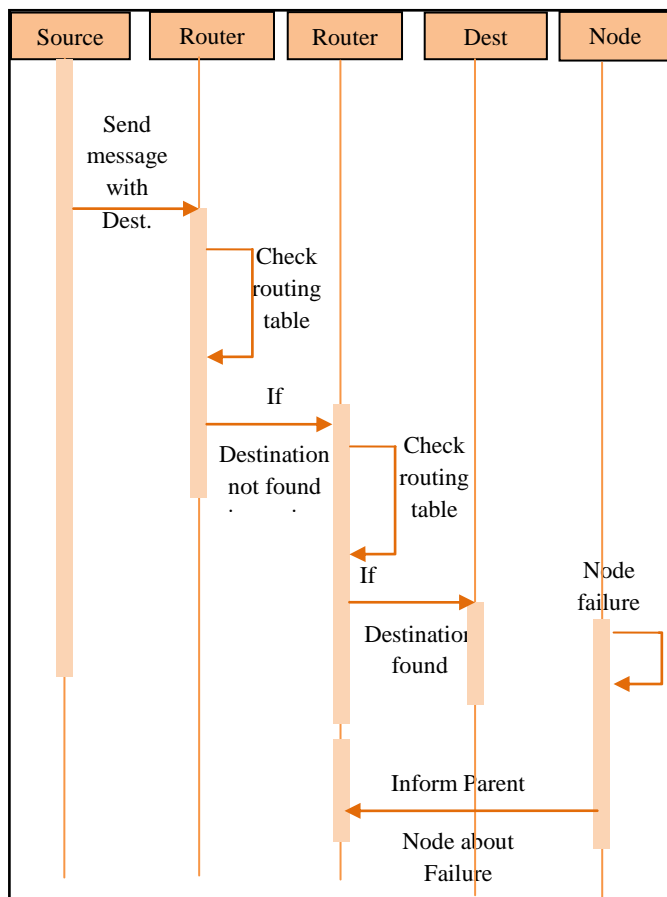 Source
Router
Router
Dest
Node
Send
message
with
Dest.
Check
routing
table
If
Destination
not found
Check
routing
table
If
Destination
found
Node
failure
Inform Parent
Node about
Failure